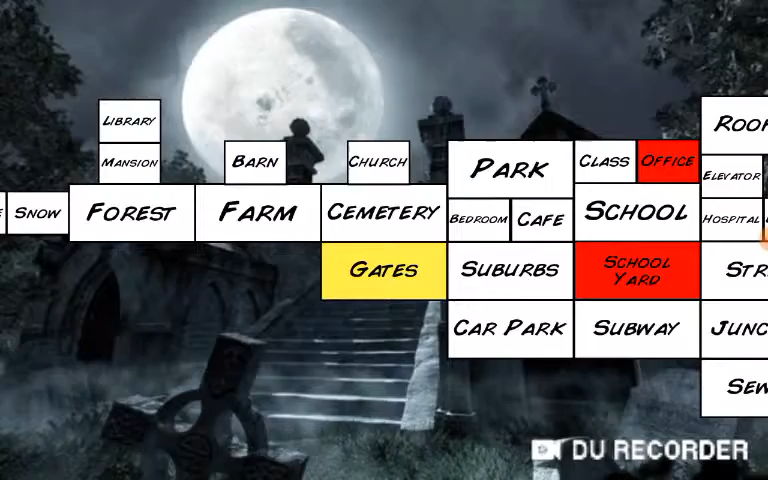 LIBRARY
MANSION
BARN
CHURCH
PARK
CLASS
OFFICE
ELEVATOR
SNOW
FOREST
FARM
CEMETERY
BEDROOM
CAFE
SCHOOL
HOSPITAL
GATES
SUBURBS
SCHOOL
YARD
CAR PARK
SUBWAY
DU RECORDER